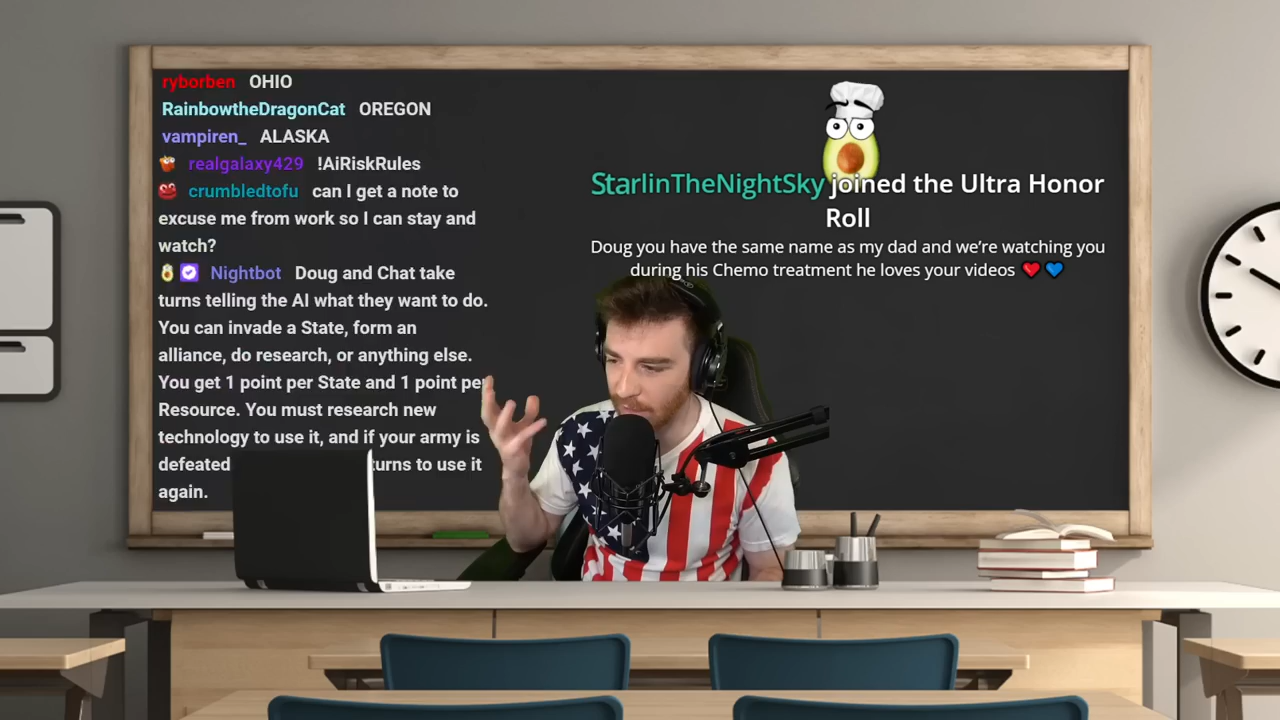 ryborben OHIO
RainbowtheDragonCat OREGON
vampiren_ ALASKA
realgalaxy429 !AiRiskRules
crumbledtofu can I get a note to
excuse me from work so I can stay and
watch?
Nightbot Doug and Chat take
turns telling the AI what they want to do.
You can invade a State, form an
alliance, do research, or anything else.
You get 1 point per State and 1 point per
Resource. You must research new
technology to use it, and if your army is
defeated turns to use it
again.
StarlinTheNightSky joined the Ultra Honor
Roll
Doug you have the same name as my dad and we’re watching you
during his Chemo treatment he loves your videos ❤️💙